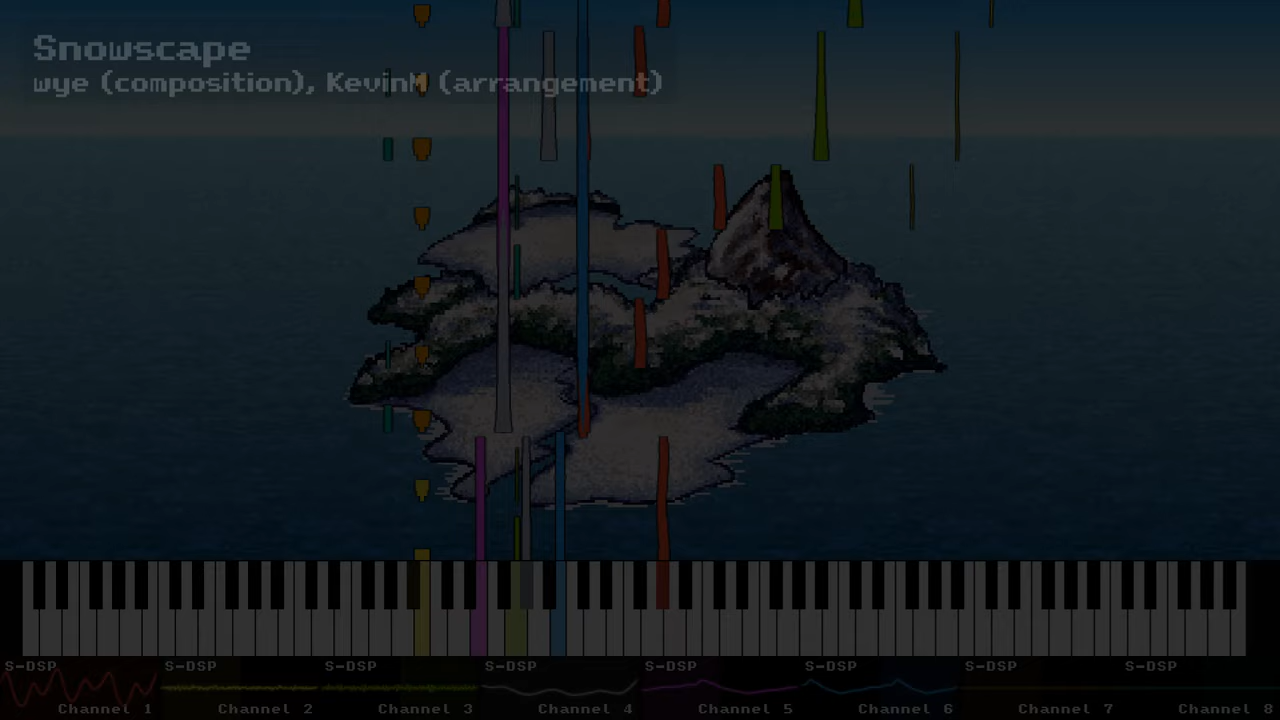 Snowscape
wye (composition), KevinM (arrangement)
S-DSP S-DSP S-DSP S-DSP S-DSP S-DSP S-DSP S-DSP
Channel 1 Channel 2 Channel 3 Channel 4 Channel 5 Channel 6 Channel 7 Channel 8